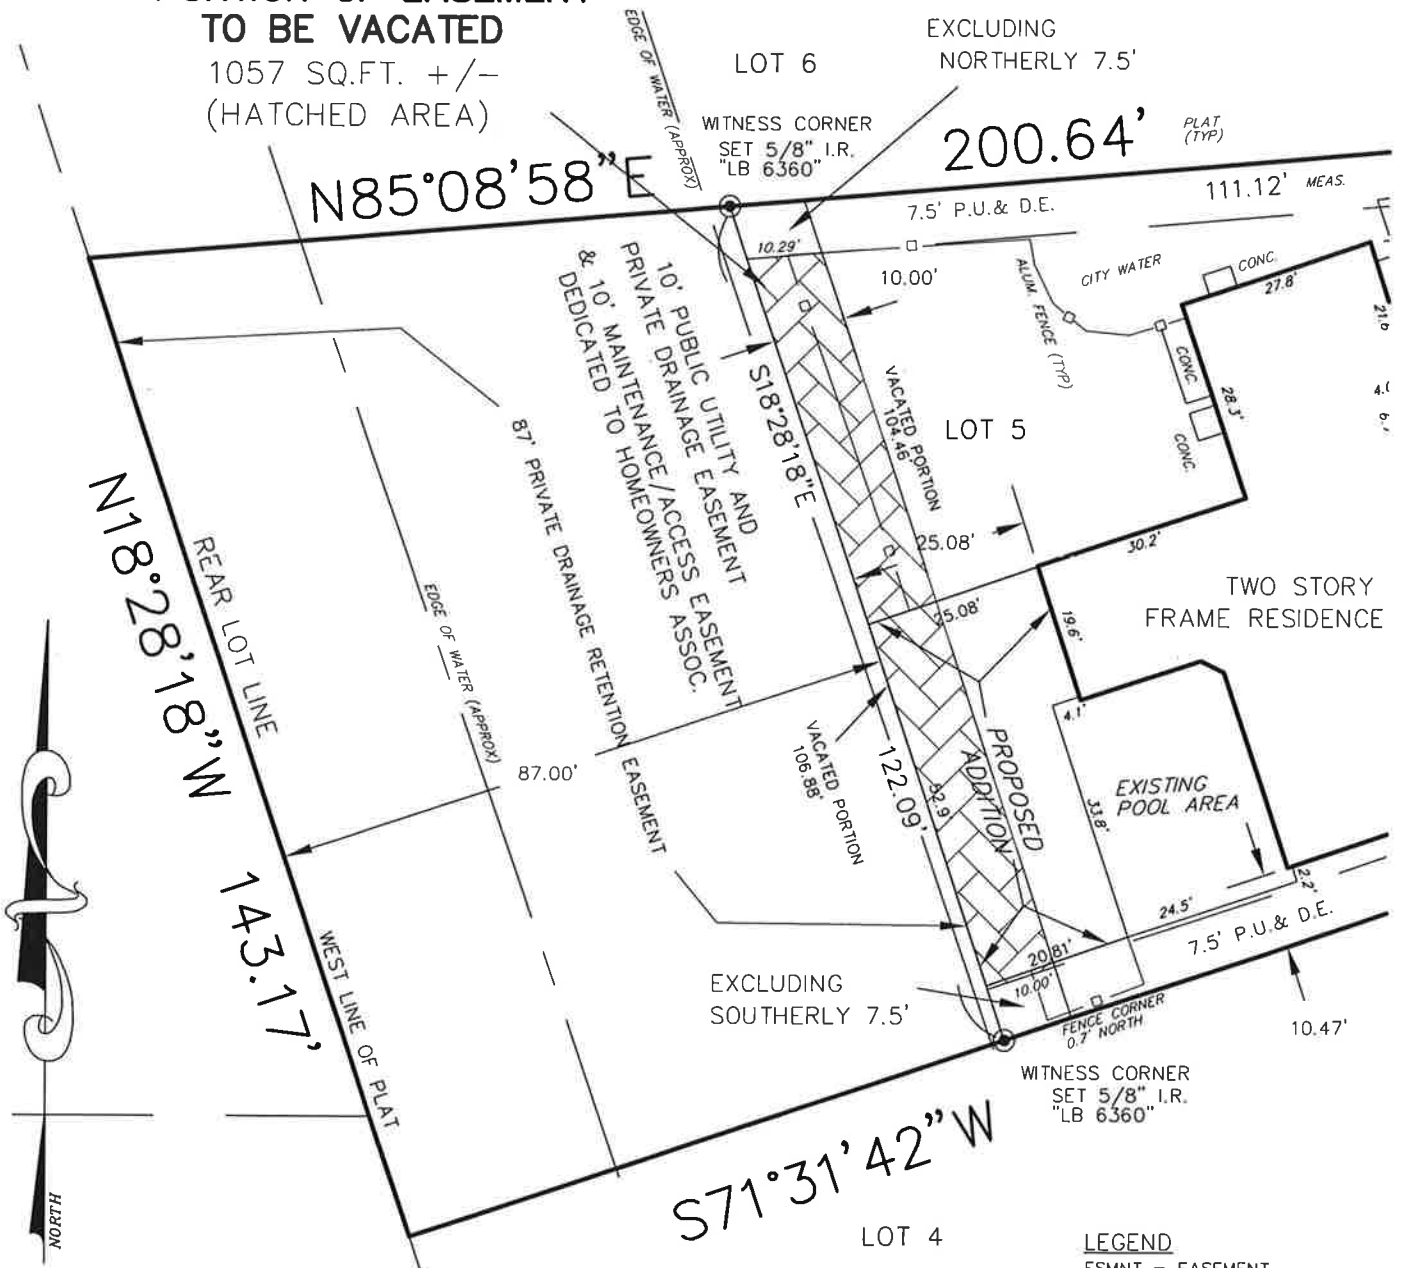 TO BE VACATED
1057 SQ.FT. +/-
(HATCHED AREA)
EDGE OF WATER (APPROX)
LOT 6
EXCLUDING
NORTHERLY 7.5'
WITNESS CORNER
SET 5/8" I.R.
"LB 6360"
200.64'
PLAT
(TYP)
N85°08'58"E
7.5' P.U.& D.E.
111.12' MEAS.
10.29'
10.00'
CITY WATER
CONC.
27.8'
ALUM. FENCE (TYP)
CONC.
28.3'
CONC.
10' PUBLIC UTILITY AND
PRIVATE DRAINAGE EASEMENT
& 10' MAINTENANCE/ACCESS EASEMENT
DEDICATED TO HOMEOWNERS ASSOC.
S18°28'18"E
VACATED PORTION
104.46'
LOT 5
87' PRIVATE DRAINAGE RETENTION EASEMENT
25.08'
30.2'
25.08'
TWO STORY
FRAME RESIDENCE
19.6'
4.1'
N18°28'18"W
REAR LOT LINE
EDGE OF WATER (APPROX)
87.00'
VACATED PORTION
106.88'
122.09'
52.9'
PROPOSED
ADDITION
EXISTING
POOL AREA
33.8'
2.2'
24.5'
7.5' P.U.& D.E.
143.17'
WEST LINE OF PLAT
20.81'
10.00'
EXCLUDING
SOUTHERLY 7.5'
FENCE CORNER
0.7' NORTH
10.47'
WITNESS CORNER
SET 5/8" I.R.
"LB 6360"
S71°31'42"W
NORTH
LOT 4
LEGEND